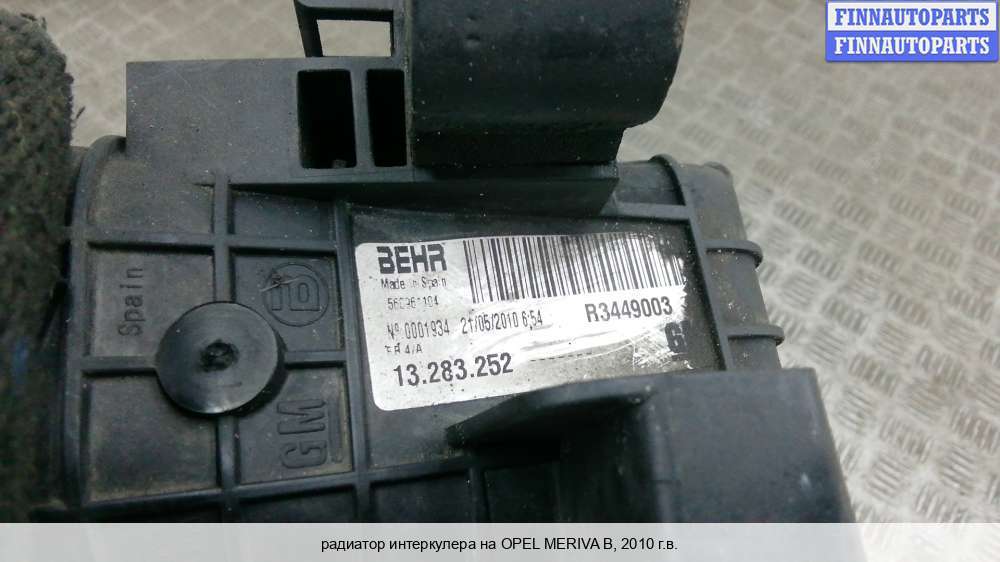 FINNAUTOPARTS
FINNAUTOPARTS
BEHR
Made in Spain
Nº 0001934 21/05/2010 6:54
R3449003
13.283.252
Spain
GM
радиатор интеркулера на OPEL MERIVA B, 2010 г.в.